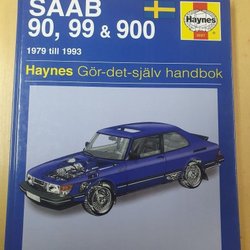 SAAB
90, 99 & 900
1979 till 1993
Haynes
Haynes Gör-det-själv handbok